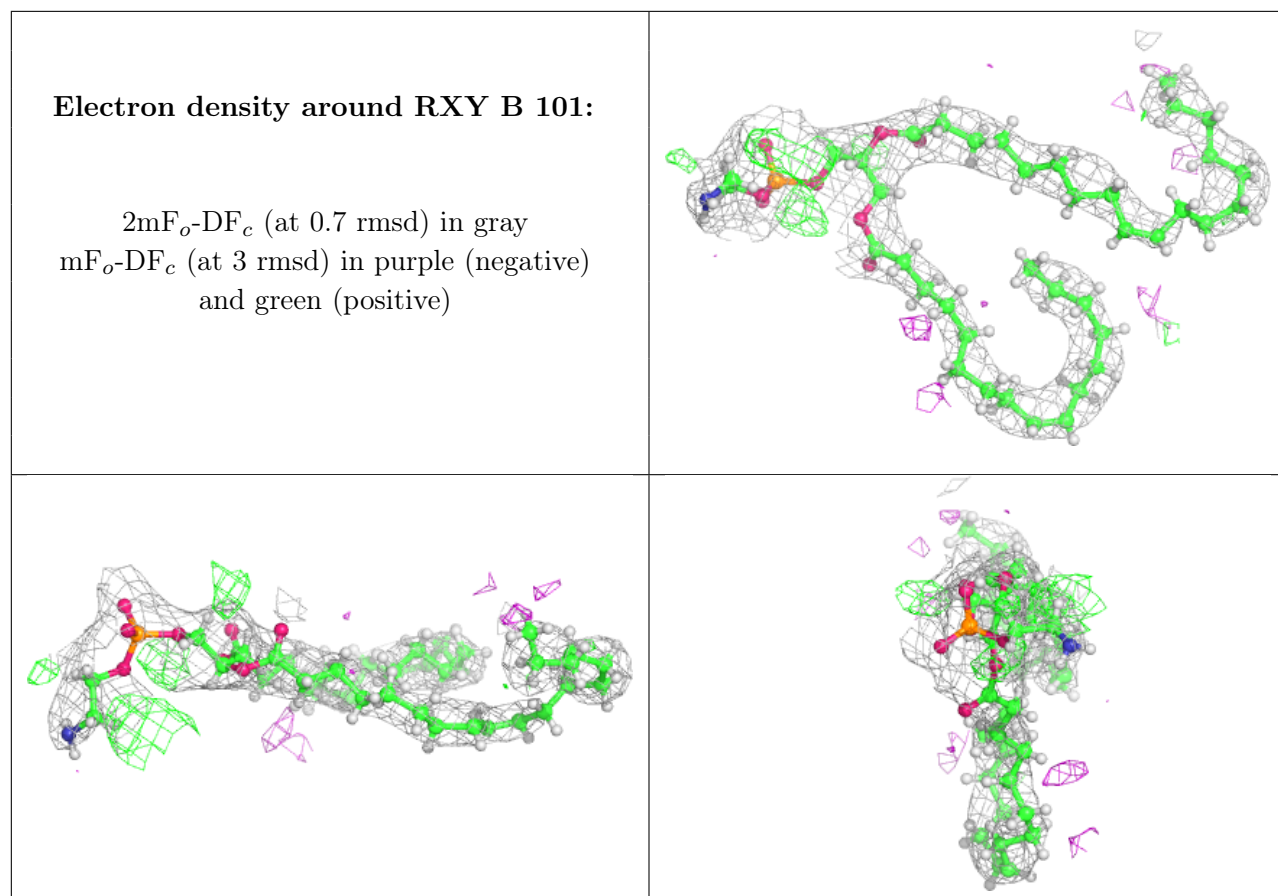 Electron density around RXY B 101:
2mFo-DFc (at 0.7 rmsd) in gray
mFo-DFc (at 3 rmsd) in purple (negative)
and green (positive)